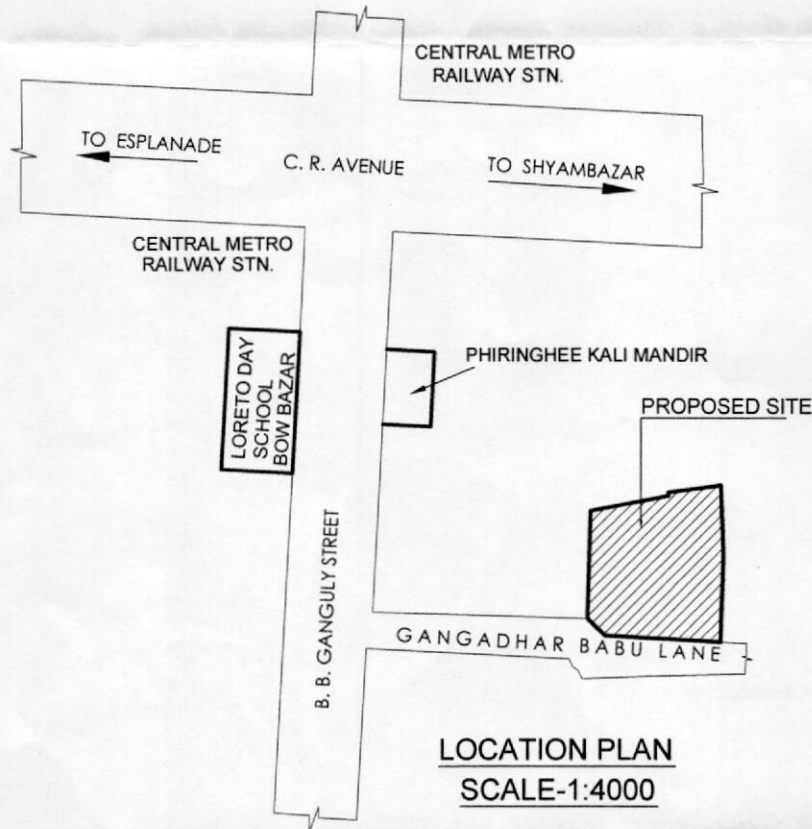 CENTRAL METRO
RAILWAY STN.
TO ESPLANADE
C. R. AVENUE
TO SHYAMBAZAR
CENTRAL METRO
RAILWAY STN.
LORETO DAY
SCHOOL
BOW BAZAR
PHIRINGHEE KALI MANDIR
PROPOSED SITE
B. B. GANGULY STREET
GANGADHAR BABU LANE
LOCATION PLAN
SCALE-1:4000